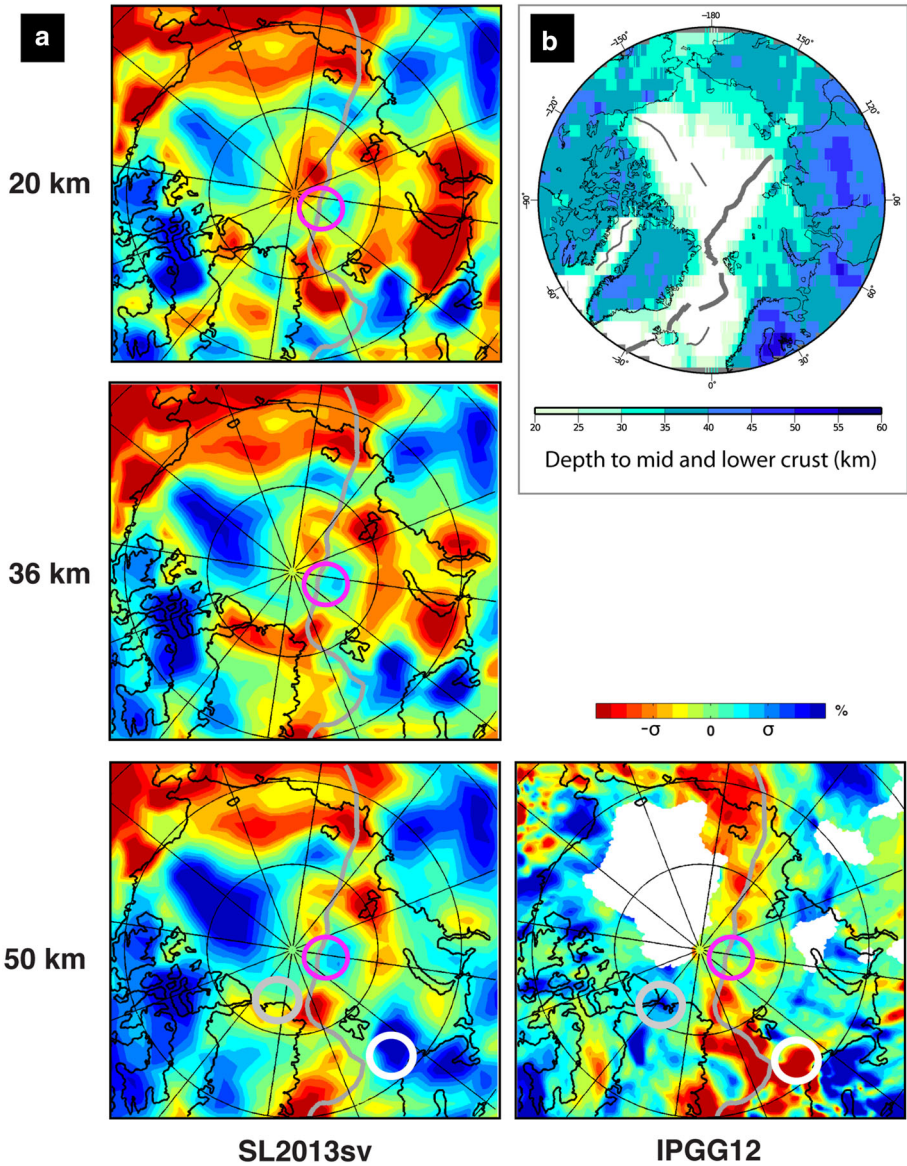 a
b
-180
-150°
150°
-120°
120°
-90°
90°
-60°
60°
-30°
30°
0°
20 25 30 35 40 45 50 55 60
Depth to mid and lower crust (km)
20 km
36 km
-σ 0 σ %
50 km
SL2013sv IPGG12